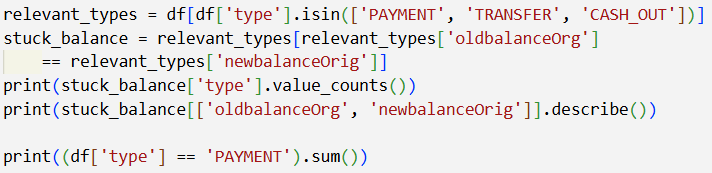 relevant_types = df[df['type'].isin(['PAYMENT', 'TRANSFER', 'CASH_OUT'])]
stuck_balance = relevant_types[relevant_types['oldbalanceOrg']
    == relevant_types['newbalanceOrig']]
print(stuck_balance['type'].value_counts())
print(stuck_balance[['oldbalanceOrg', 'newbalanceOrig']].describe())

print((df['type'] == 'PAYMENT').sum())